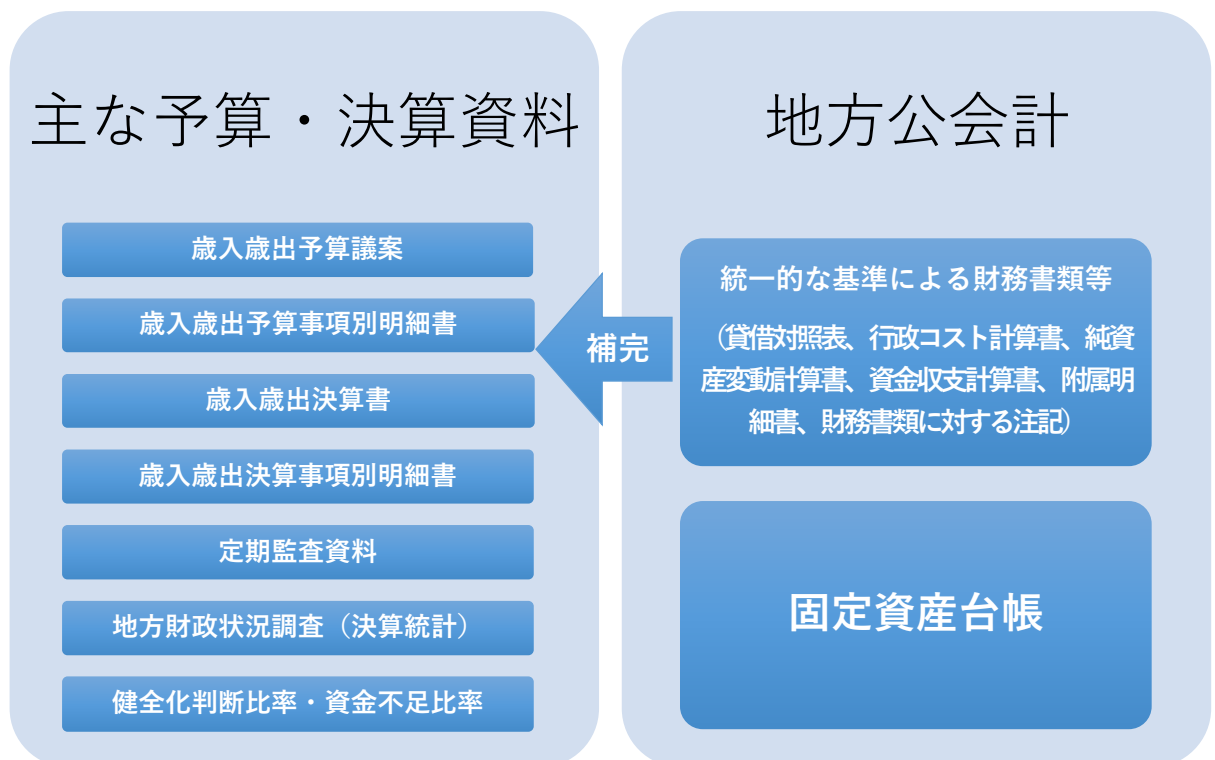 主な予算・決算資料
歳入歳出予算議案
歳入歳出予算事項別明細書
歳入歳出決算書
歳入歳出決算事項別明細書
定期監査資料
地方財政状況調査（決算統計）
健全化判断比率・資金不足比率
補完
地方公会計
統一的な基準による財務書類等
（貸借対照表、行政コスト計算書、純資
産変動計算書、資金収支計算書、附属明
細書、財務書類に対する注記）
固定資産台帳